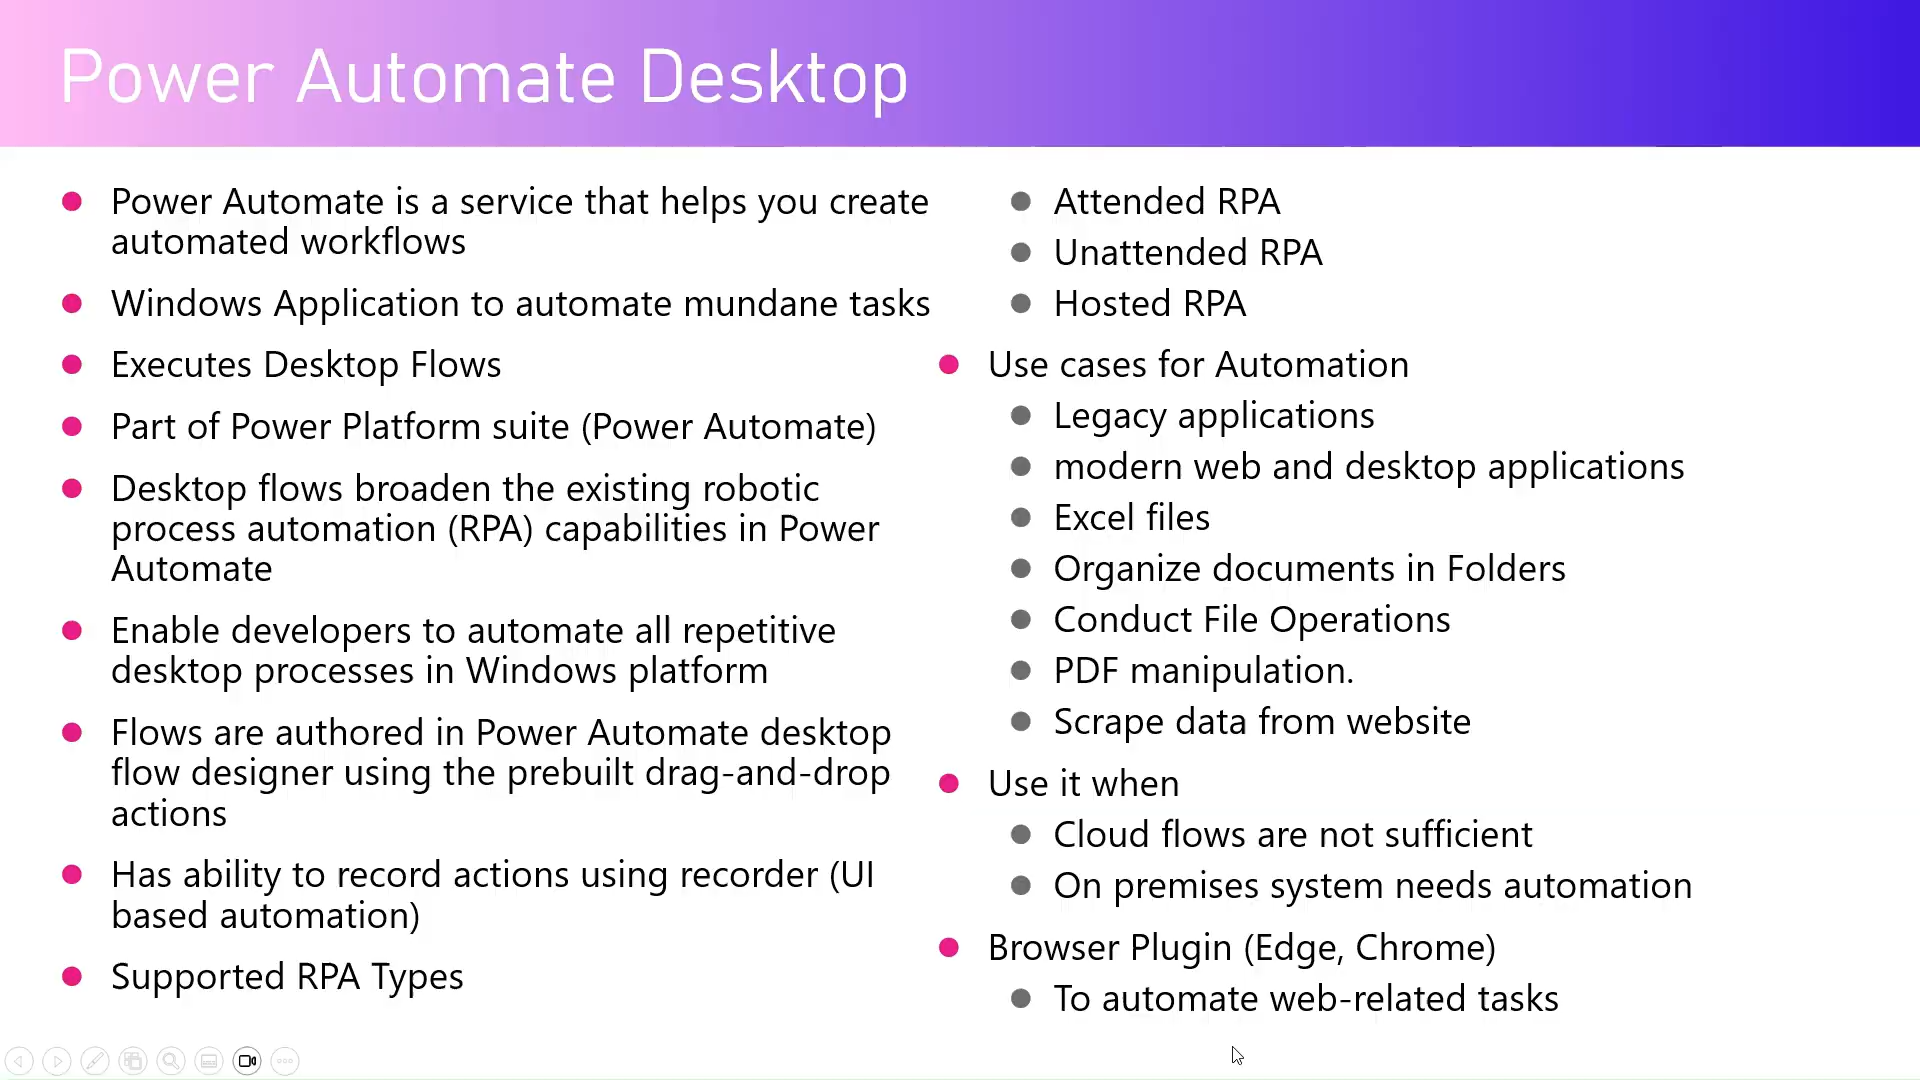 Power Automate Desktop
Power Automate is a service that helps you create
automated workflows
Windows Application to automate mundane tasks
Executes Desktop Flows
Part of Power Platform suite (Power Automate)
Desktop flows broaden the existing robotic
process automation (RPA) capabilities in Power
Automate
Enable developers to automate all repetitive
desktop processes in Windows platform
Flows are authored in Power Automate desktop
flow designer using the prebuilt drag-and-drop
actions
Has ability to record actions using recorder (UI
based automation)
Supported RPA Types
Attended RPA
Unattended RPA
Hosted RPA
Use cases for Automation
Legacy applications
modern web and desktop applications
Excel files
Organize documents in Folders
Conduct File Operations
PDF manipulation.
Scrape data from website
Use it when
Cloud flows are not sufficient
On premises system needs automation
Browser Plugin (Edge, Chrome)
To automate web-related tasks